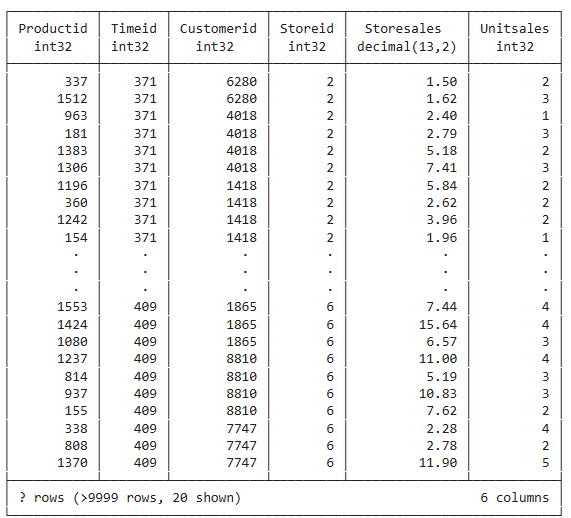 Productid Timeid Customerid Storeid Storesales Unitsales
int32 int32 int32 int32 decimal(13,2) int32
337 371 6280 2 1.50 2
1512 371 6280 2 1.62 3
963 371 4018 2 2.40 1
181 371 4018 2 2.79 3
1383 371 4018 2 5.18 2
1306 371 4018 2 7.41 3
1196 371 1418 2 5.84 2
360 371 1418 2 2.62 2
1242 371 1418 2 3.96 2
154 371 1418 2 1.96 1
· · · · · ·
· · · · · ·
· · · · · ·
1553 409 1865 6 7.44 4
1424 409 1865 6 15.64 4
1080 409 1865 6 6.57 3
1237 409 8810 6 11.00 4
814 409 8810 6 5.19 3
937 409 8810 6 10.83 3
155 409 8810 6 7.62 2
338 409 7747 6 2.28 4
808 409 7747 6 2.78 2
1370 409 7747 6 11.90 5
? rows (>9999 rows, 20 shown) 6 columns